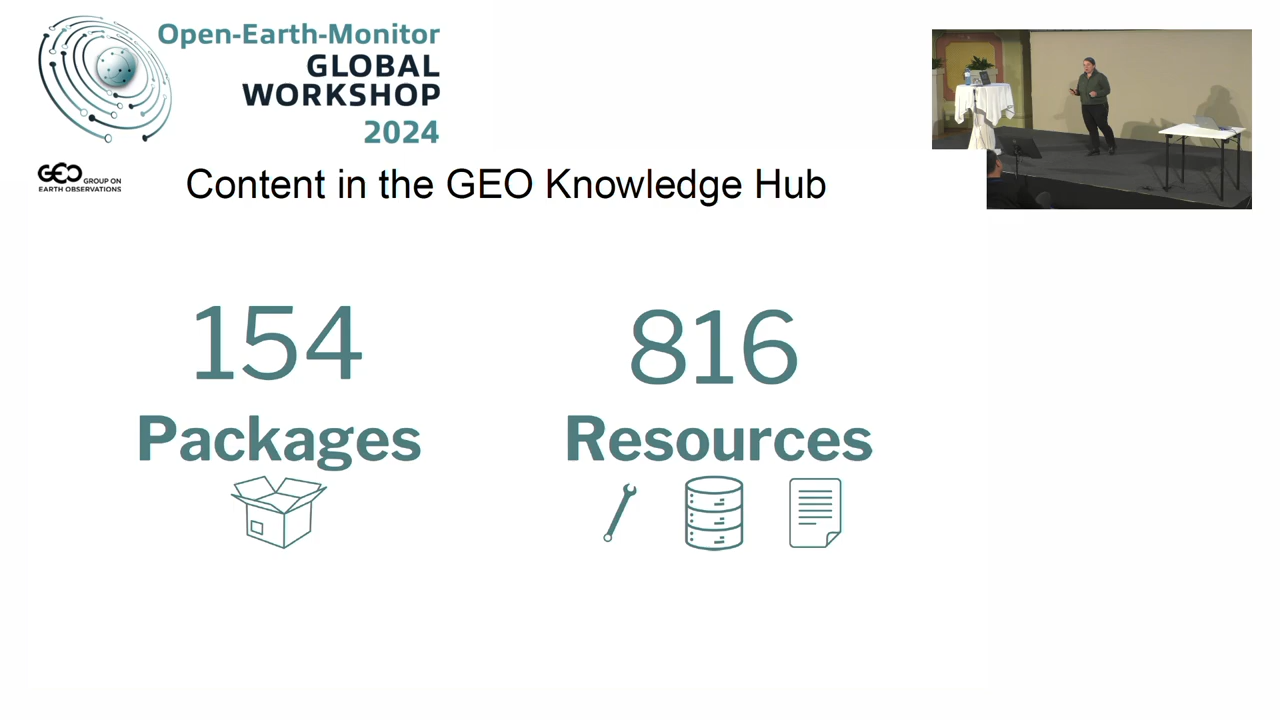 Open-Earth-Monitor
GLOBAL
WORKSHOP
2024
GEO GROUP ON
EARTH OBSERVATIONS
Content in the GEO Knowledge Hub
154
Packages
816
Resources